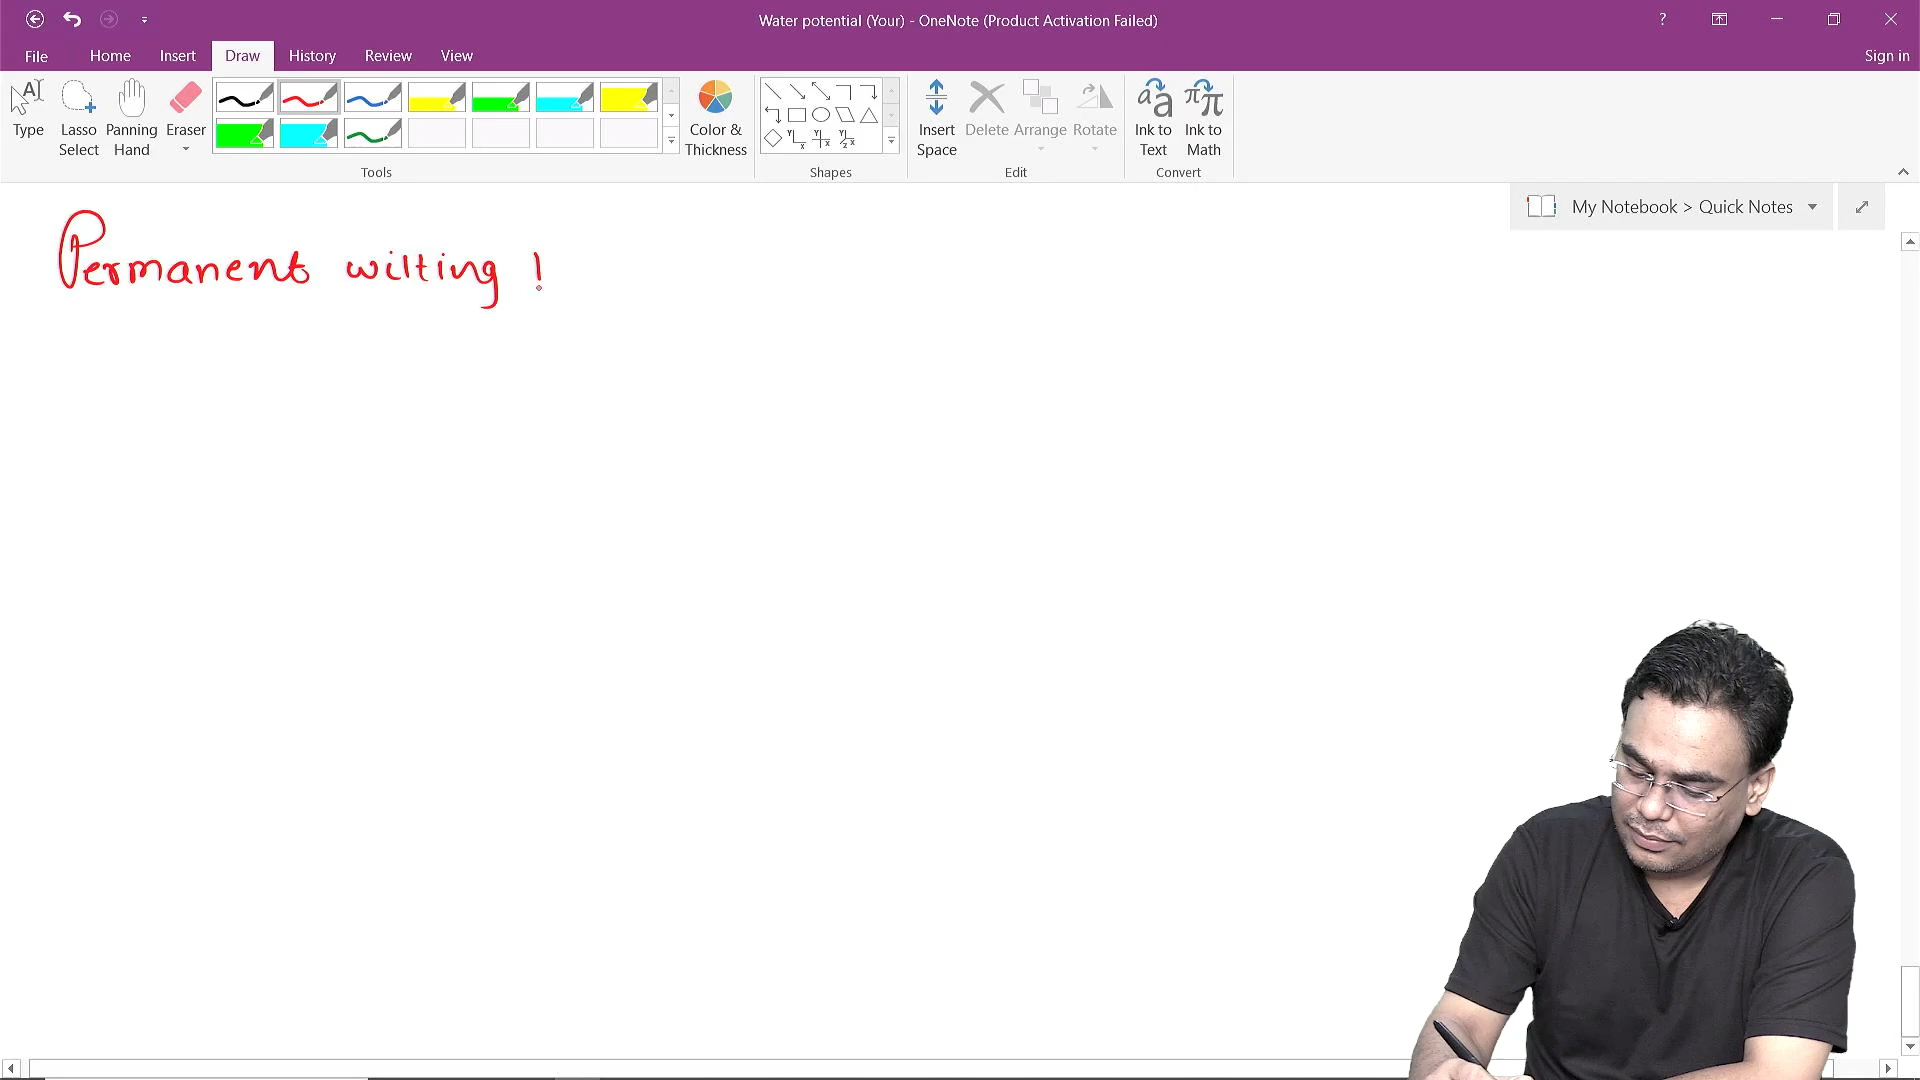 Water potential (Your) - OneNote (Product Activation Failed)
?
File Home Insert Draw History Review View
Sign in
Type
Lasso Select
Panning Hand
Eraser
Color & Thickness
Insert Space
Delete
Arrange
Rotate
Ink to Text
Ink to Math
Tools
Shapes
Edit
Convert
My Notebook > Quick Notes
Permanent wilting !